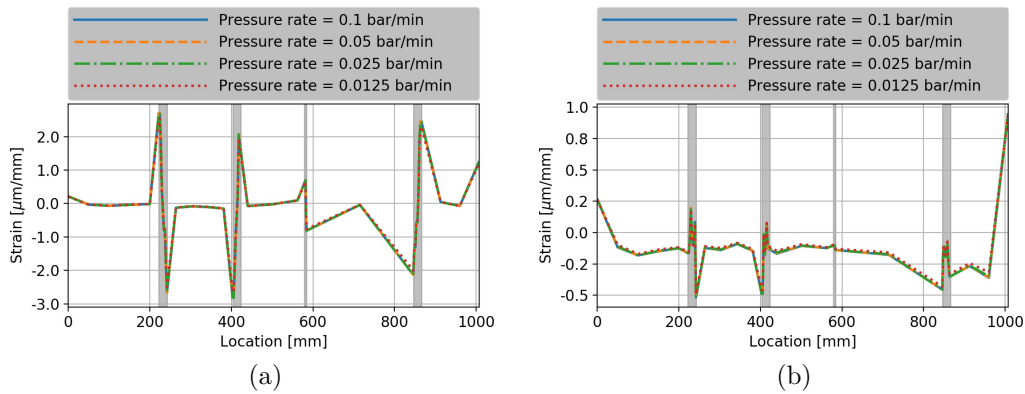 Pressure rate = 0.1 bar/min
Pressure rate = 0.05 bar/min
Pressure rate = 0.025 bar/min
Pressure rate = 0.0125 bar/min
2.0
1.0
0.0
-1.0
-2.0
-3.0
Strain [μm/mm]
0 200 400 600 800 1000
Location [mm]
(a)
Pressure rate = 0.1 bar/min
Pressure rate = 0.05 bar/min
Pressure rate = 0.025 bar/min
Pressure rate = 0.0125 bar/min
1.0
0.8
0.5
0.2
0.0
-0.2
-0.5
Strain [μm/mm]
0 200 400 600 800 1000
Location [mm]
(b)